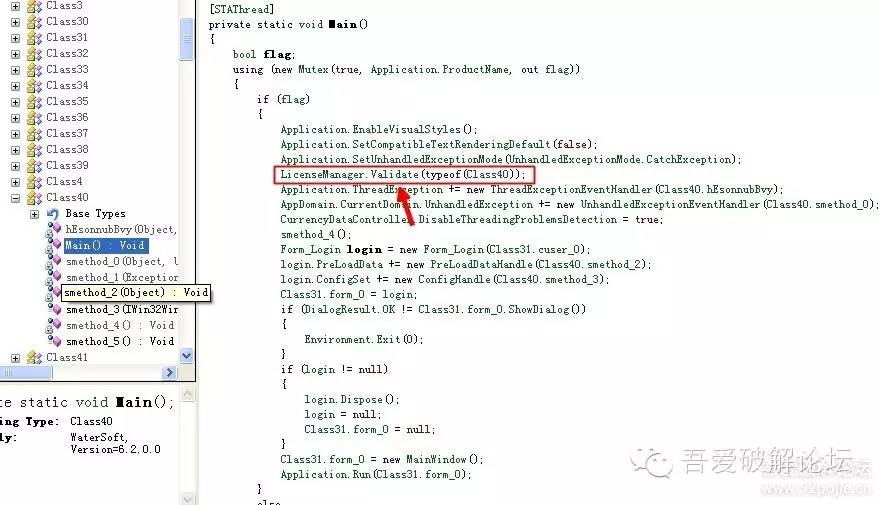 Class3
Class30
Class31
Class32
Class33
Class34
Class35
Class36
Class37
Class38
Class39
Class4
Class40
Base Types
hEsonnubBvy(Object,
Main() : Void
smethod_0(Object, U
smethod_1(Exception
smethod_2(Object) : Void
smethod_3(IWin32Win
smethod_4() : Void
smethod_5() : Void
Class41
te static void Main();
ing Type: Class40
ly: WaterSoft,
Version=6.2.0.0
[STAThread]
private static void Main()
{
bool flag;
using (new Mutex(true, Application.ProductName, out flag))
{
if (flag)
{
Application.EnableVisualStyles();
Application.SetCompatibleTextRenderingDefault(false);
Application.SetUnhandledExceptionMode(UnhandledExceptionMode.CatchException);
LicenseManager.Validate(typeof(Class40));
Application.ThreadException += new ThreadExceptionEventHandler(Class40.hEsonnubBvy);
AppDomain.CurrentDomain.UnhandledException += new UnhandledExceptionEventHandler(Class40.smethod_0);
CurrencyDataController.DisableThreadingProblemsDetection = true;
smethod_4();
Form_Login login = new Form_Login(Class31.cuser_0);
login.PreLoadData += new PreLoadDataHandle(Class40.smethod_2);
login.ConfigSet += new ConfigHandle(Class40.smethod_3);
Class31.form_0 = login;
if (DialogResult.OK != Class31.form_0.ShowDialog())
{
Environment.Exit(0);
}
if (login != null)
{
login.Dispose();
login = null;
Class31.form_0 = null;
}
Class31.form_0 = new MainWindow();
Application.Run(Class31.form_0);
}
else
吾爱破解论坛
www.52pojie.cn